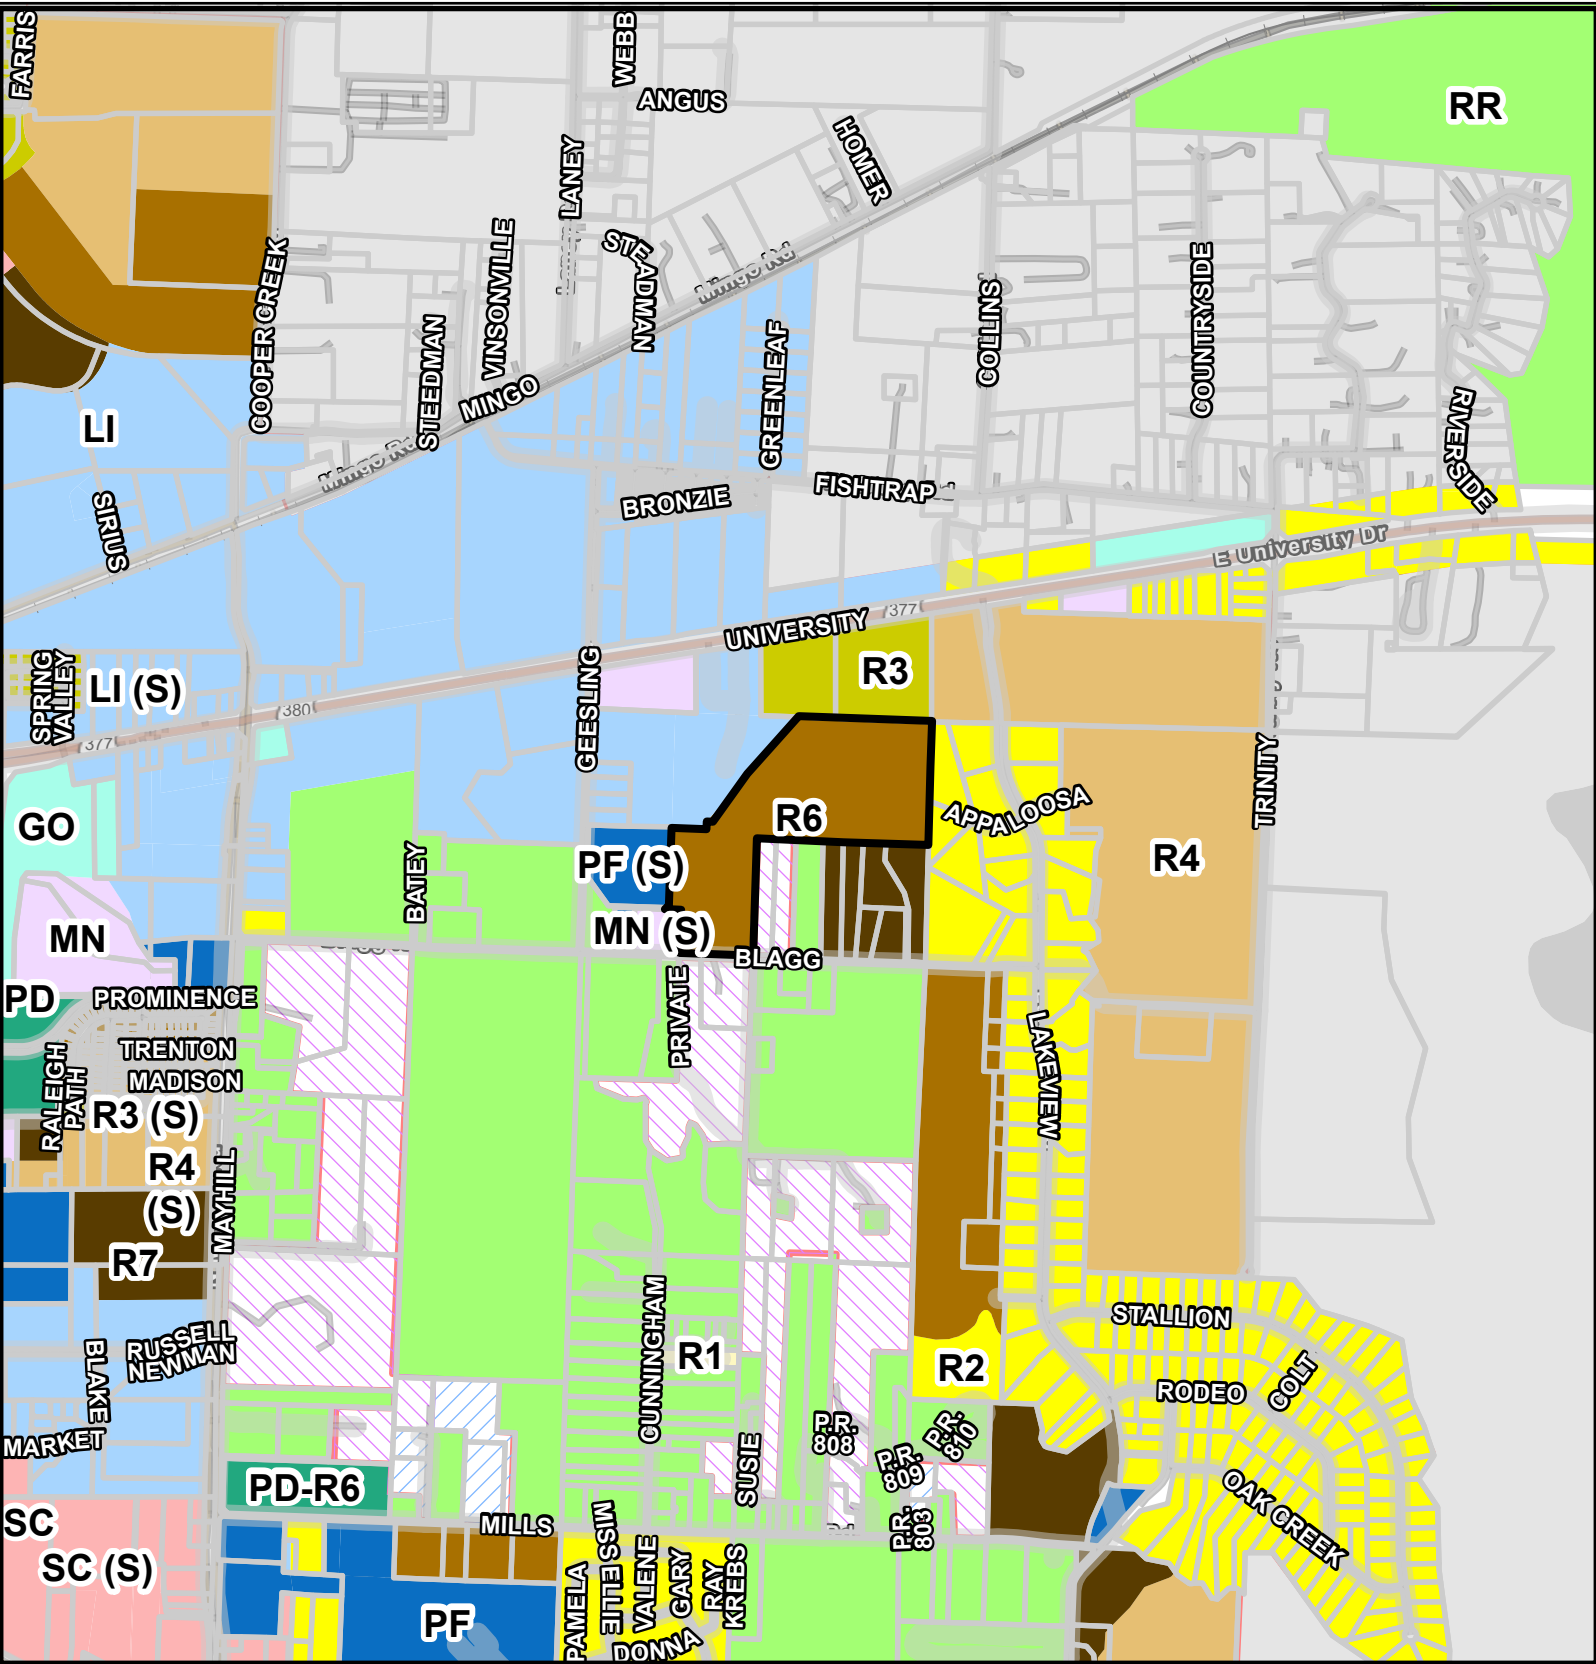 FARRIS
WEBB
ANGUS
RR
HOMER
LANEY
STE
ADMAN
Mingo Rd
COOPER CREEK
VINSONVILLE
STEEDMAN
MINGO
GREENLEAF
COLLINS
COUNTRYSIDE
RIVERSIDE
LI
Mingo Rd
SIRIUS
BRONZIE
FISHTRAP
E University Dr
377
UNIVERSITY
SPRING
VALLEY
LI (S)
380
377
GEESLING
R3
TRINITY
GO
BATEY
PF (S)
R6
APPALOOSA
R4
MN
MN (S)
BLAGG
PD
PROMINENCE
PRIVATE
LAKEVIEW
TRENTON
RALEIGH
PATH
MADISON
R3 (S)
R4
(S)
MAYHILL
R7
RUSSELL
NEWMAN
BLAKE
CUNNINGHAM
R1
R2
STALLION
RODEO
COLT
MARKET
SUSIE
P.R.
808
P.R.
809
P.R.
810
P.R.
803
OAK CREEK
PD-R6
SC
SC (S)
MILLS
PF
PAMELA
MISS ELLIE
VALENE
GARY
RAY
KREBS
DONNA